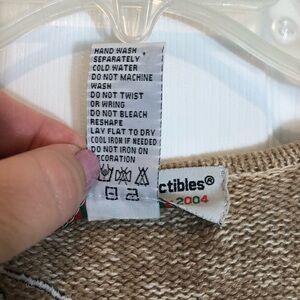 HAND WASH
SEPARATELY
COLD WATER
DO NOT MACHINE
WASH
DO NOT TWIST
OR WRING
DO NOT BLEACH
RESHAPE
LAY FLAT TO DRY
COOL IRON IF NEEDED
DO NOT IRON ON
DECORATION
ctibles®
2004